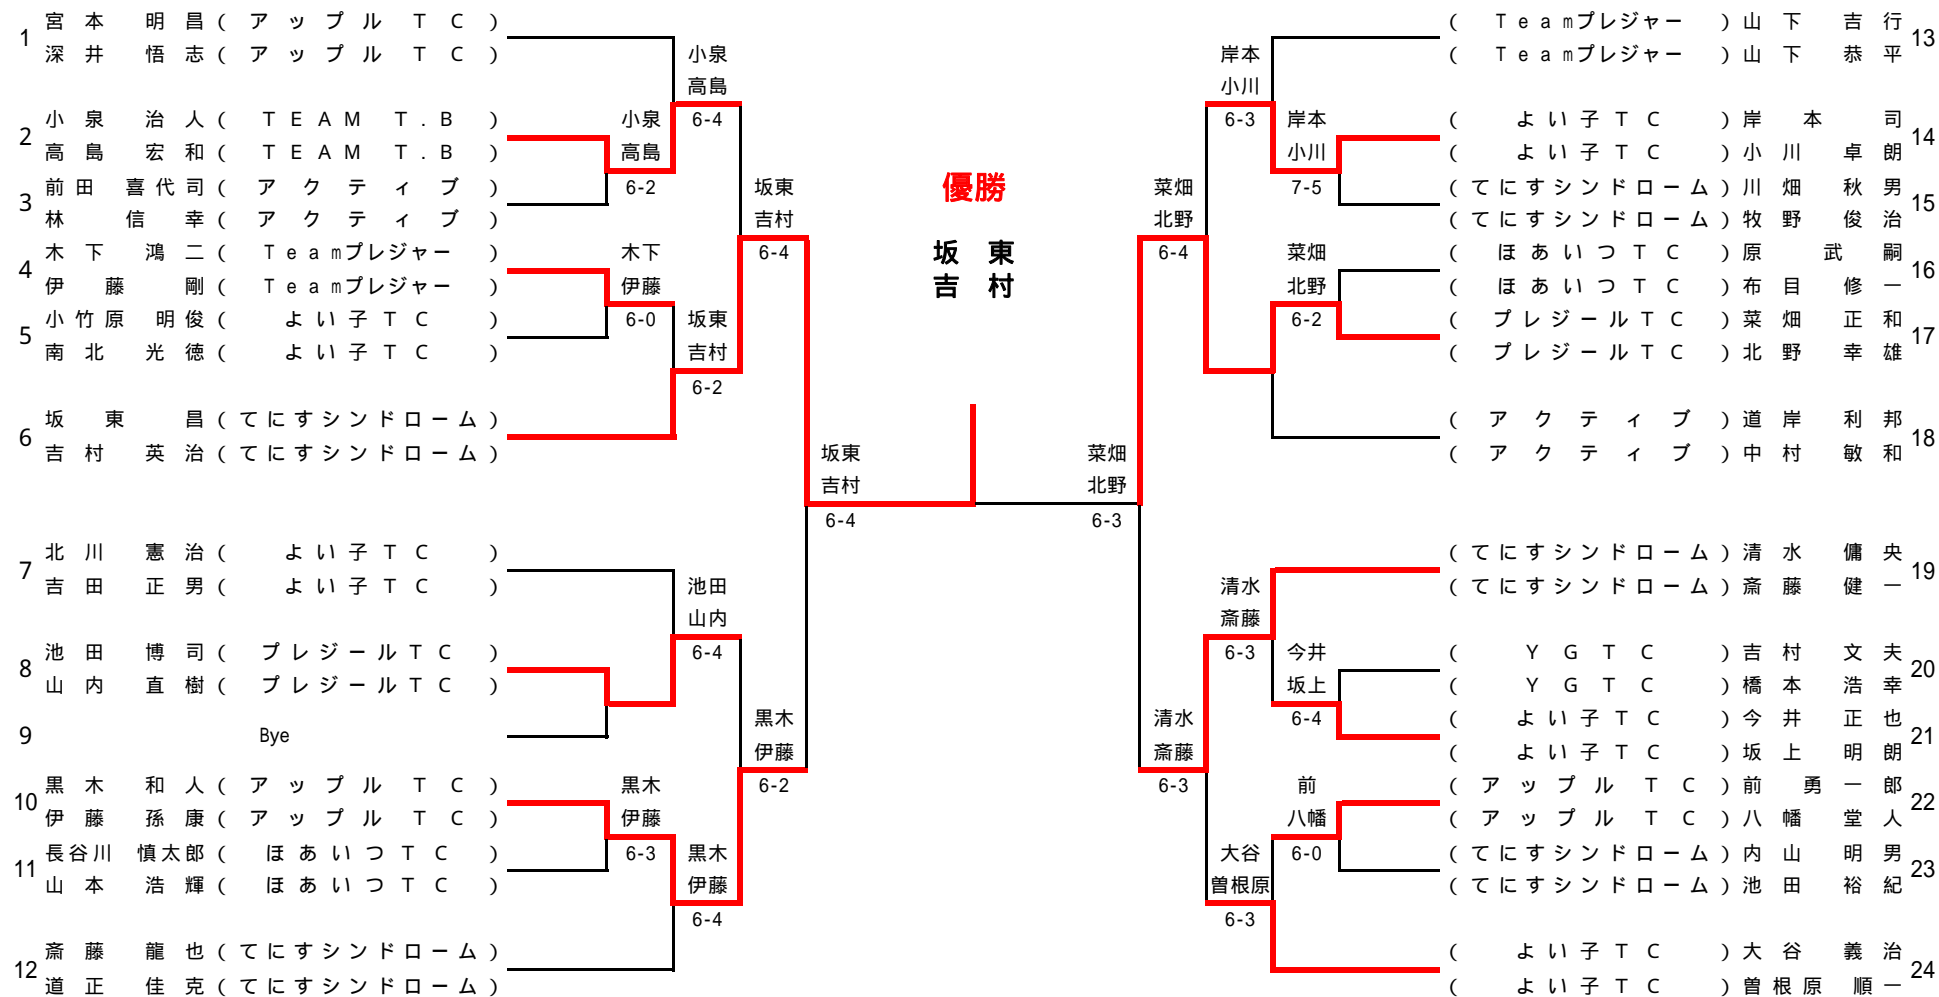 1 宮本 明昌 (アップル TC)
深井 悟志 (アップル TC)
2 小泉 治人 (TEAM T.B)
高島 宏和 (TEAM T.B)
3 前田 喜代司 (アクティブ)
林 信幸 (アクティブ)
4 木下 鴻二 (Teamプレジャー)
伊藤 剛 (Teamプレジャー)
5 小竹原 明俊 (よい子TC)
南北 光徳 (よい子TC)
6 坂東 昌 (てにすシンドローム)
吉村 英治 (てにすシンドローム)
7 北川 憲治 (よい子TC)
吉田 正男 (よい子TC)
8 池田 博司 (プレジールTC)
山内 直樹 (プレジールTC)
9 Bye
10 黒木 和人 (アップル TC)
伊藤 孫康 (アップル TC)
11 長谷川 慎太郎 (ほあいつTC)
山本 浩輝 (ほあいつTC)
12 斎藤 龍也 (てにすシンドローム)
道正 佳克 (てにすシンドローム)
小泉
高島
6-2
木下
伊藤
6-0
黒木
伊藤
6-3
小泉
高島
6-4
坂東
吉村
6-2
池田
山内
6-4
黒木
伊藤
6-4
坂東
吉村
6-4
黒木
伊藤
6-2
坂東
吉村
6-4
優勝
坂東
吉村
菜畑
北野
6-3
菜畑
北野
6-4
清水
斎藤
6-3
岸本
小川
6-3
清水
斎藤
6-3
大谷
曽根原
6-3
岸本
小川
7-5
菜畑
北野
6-2
今井
坂上
6-4
前
八幡
6-0
(Teamプレジャー) 山下 吉行 13
(Teamプレジャー) 山下 恭平
(よい子TC) 岸本 司 14
(よい子TC) 小川 卓朗
(てにすシンドローム) 川畑 秋男 15
(てにすシンドローム) 牧野 俊治
(ほあいつTC) 原 武嗣 16
(ほあいつTC) 布目 修一
(プレジールTC) 菜畑 正和 17
(プレジールTC) 北野 幸雄
(アクティブ) 道岸 利邦 18
(アクティブ) 中村 敏和
(てにすシンドローム) 清水 傭央 19
(てにすシンドローム) 斎藤 健一
(YGTC) 吉村 文夫 20
(YGTC) 橋本 浩幸
(よい子TC) 今井 正也 21
(よい子TC) 坂上 明朗
(アップル TC) 前 勇一郎 22
(アップル TC) 八幡 堂人
(てにすシンドローム) 内山 明男 23
(てにすシンドローム) 池田 裕紀
(よい子TC) 大谷 義治 24
(よい子TC) 曽根原 順一